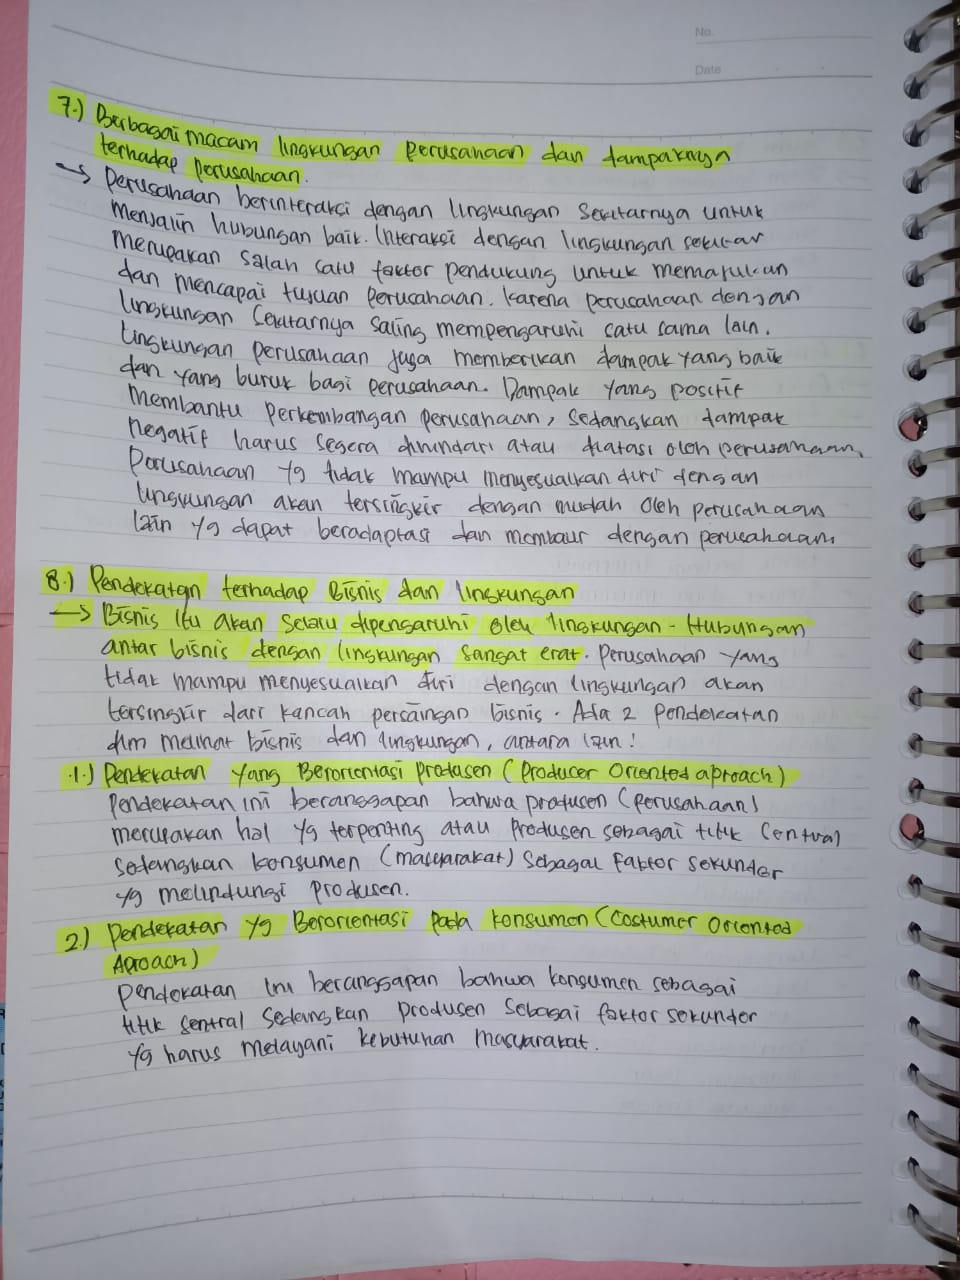 No.
Date
7.) Berbagai macam lingkungan perusahaan dan dampaknya
terhadap perusahaan.
→ Perusahaan berinteraksi dengan lingkungan sekitarnya untuk
menjalin hubungan baik. Interaksi dengan lingkungan sekitar
merupakan salah satu faktor pendukung untuk memajukan
dan mencapai tujuan perusahaan. Karena perusahaan dengan
lingkungan sekitarnya saling mempengaruhi satu sama lain.
Lingkungan perusahaan juga memberikan dampak yang baik
dan yang buruk bagi perusahaan. Dampak yang positif
membantu perkembangan perusahaan, sedangkan dampak
negatif harus segera dihindari atau diatasi oleh perusahaan.
Perusahaan yg tidak mampu menyesuaikan diri dengan
lingkungan akan tersingkir dengan mudah oleh perusahaan
lain yg dapat beradaptasi dan membaur dengan perusahaan.
8.) Pendekatan terhadap Bisnis dan lingkungan
→ Bisnis itu akan selalu dipengaruhi oleh lingkungan - Hubungan
antar bisnis dengan lingkungan sangat erat. Perusahaan yang
tidak mampu menyesuaikan diri dengan lingkungan akan
tersingkir dari kancah persaingan bisnis. Ada 2 pendekatan
dlm melihat bisnis dan lingkungan, antara lain :
1.) Pendekatan yang Berorientasi Produsen (Producer Oriented aproach)
Pendekatan ini beranggapan bahwa produsen (perusahaan)
merupakan hal yg terpenting atau produsen sebagai titik central
sedangkan konsumen (masyarakat) sebagai faktor sekunder
yg melindungi produsen.
2.) Pendekatan yg Berorientasi Pada konsumen (Costumer Oriented
Aproach)
Pendekatan ini beranggapan bahwa konsumen sebagai
titik sentral sedangkan produsen sebagai faktor sekunder
yg harus melayani kebutuhan masyarakat.